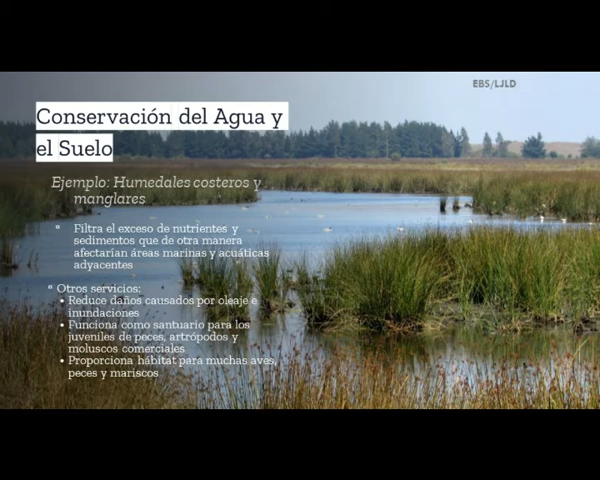 EBS/LJLD
Conservación del Agua y
el Suelo
Ejemplo: Humedales costeros y
manglares
Filtra el exceso de nutrientes y
sedimentos que de otra manera
afectarían áreas marinas y acuáticas
adyacentes
Otros servicios:
• Reduce daños causados por oleaje e
inundaciones
• Funciona como santuario para los
juveniles de peces, artrópodos y
moluscos comerciales
• Proporciona hábitat para muchas aves,
peces y mariscos